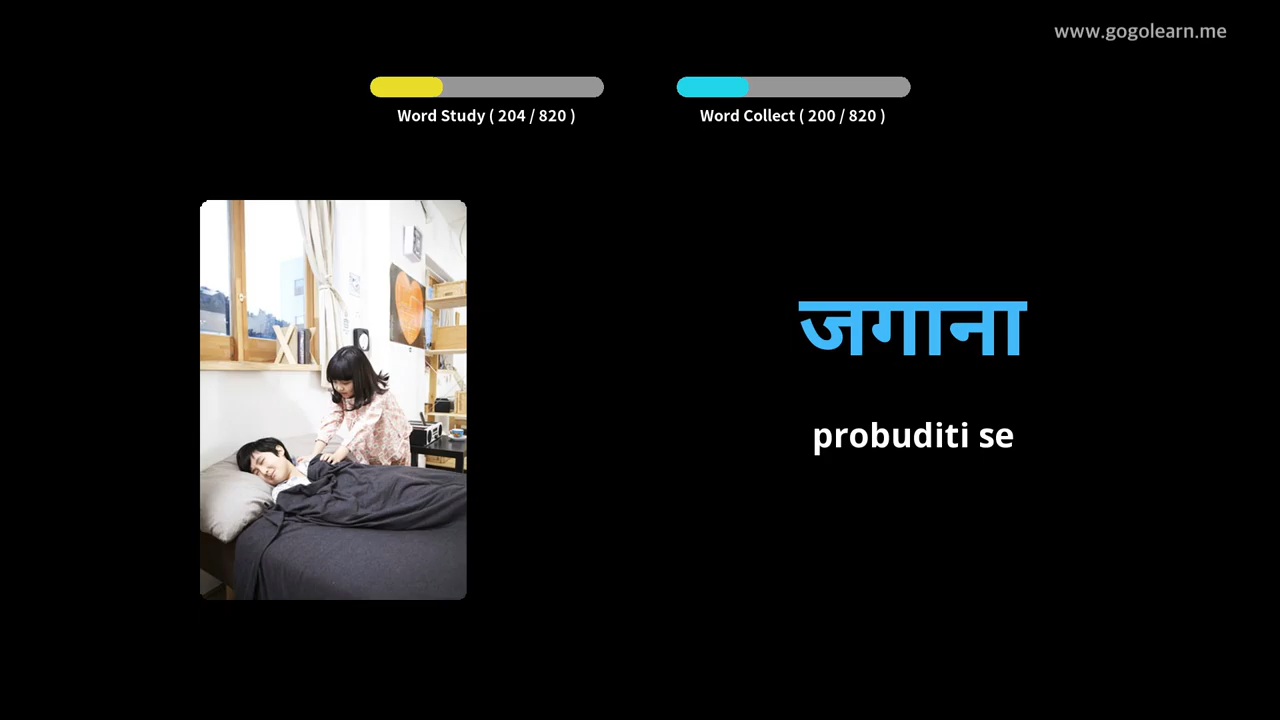 www.gogolearn.me
Word Study ( 204 / 820 )
Word Collect ( 200 / 820 )
जगाना
probuditi se